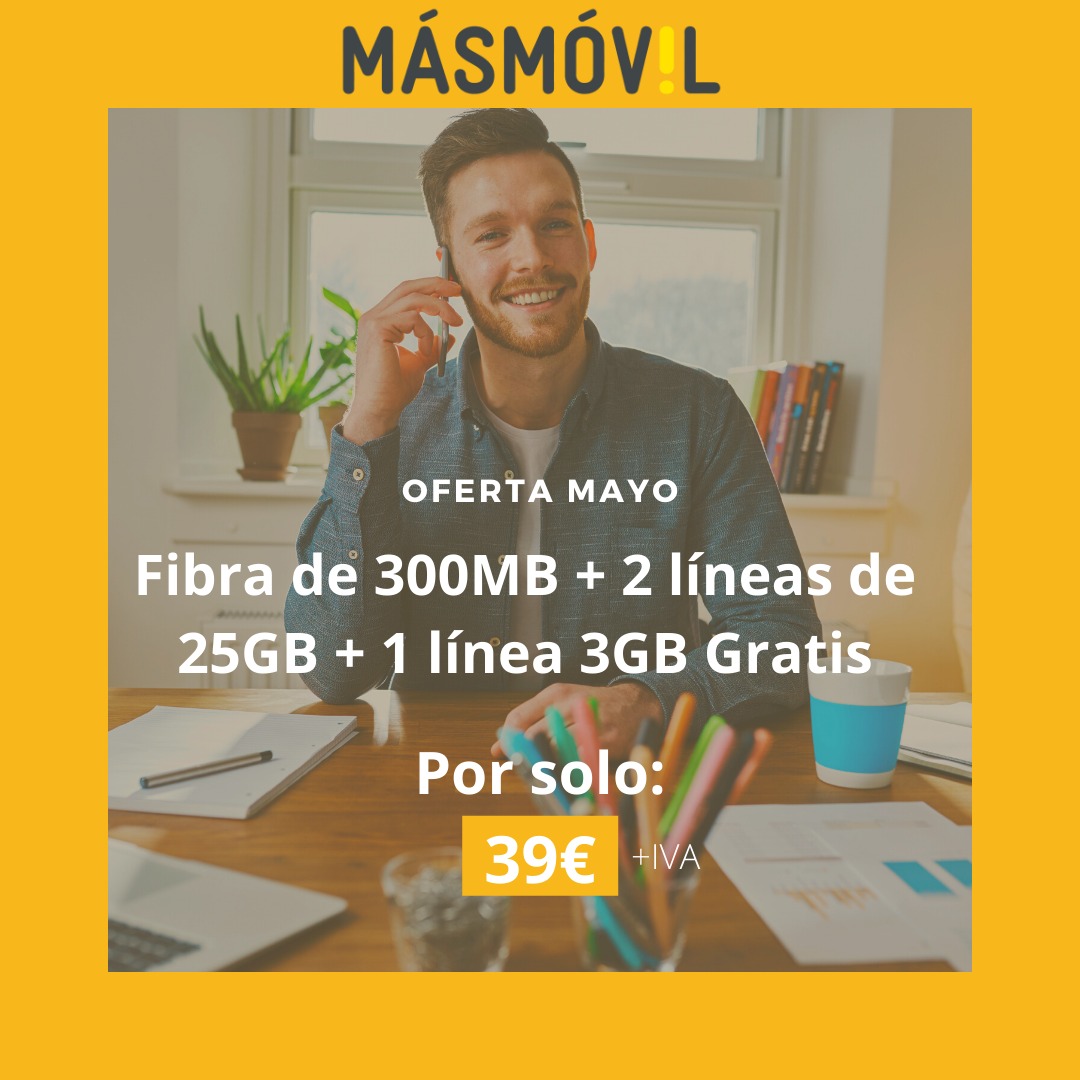 MÁSMÓV!L
OFERTA MAYO
Fibra de 300MB + 2 líneas de
25GB + 1 línea 3GB Gratis
Por solo:
39€ +IVA